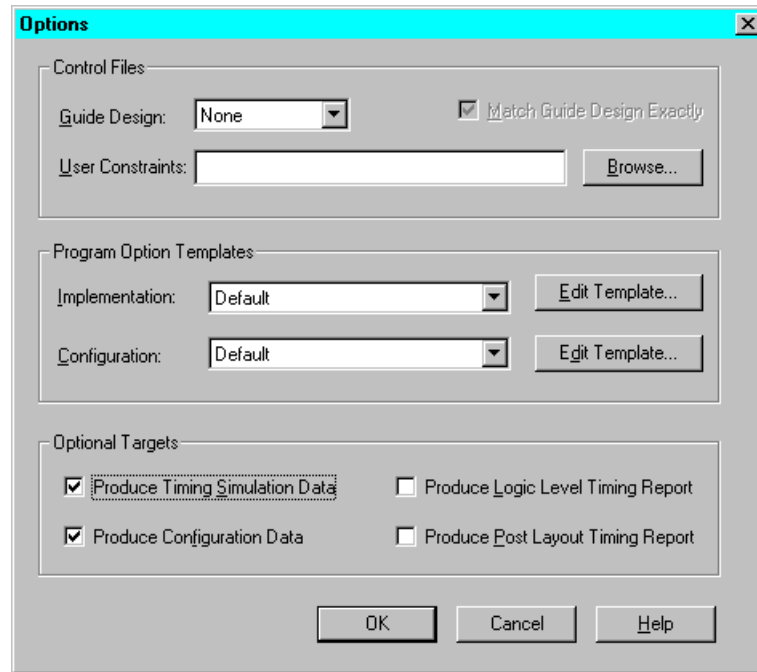 Options
Control Files
Guide Design: None Match Guide Design Exactly
User Constraints: Browse...
Program Option Templates
Implementation: Default Edit Template...
Configuration: Default Edit Template...
Optional Targets
Produce Timing Simulation Data Produce Logic Level Timing Report
Produce Configuration Data Produce Post Layout Timing Report
OK Cancel Help